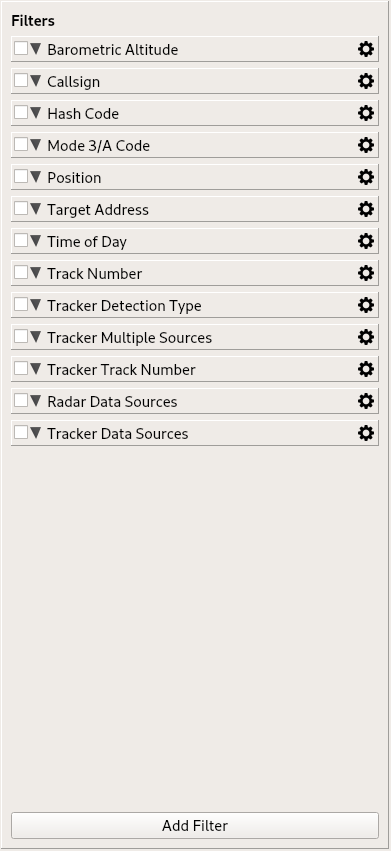 Filters
Barometric Altitude
Callsign
Hash Code
Mode 3/A Code
Position
Target Address
Time of Day
Track Number
Tracker Detection Type
Tracker Multiple Sources
Tracker Track Number
Radar Data Sources
Tracker Data Sources
Add Filter